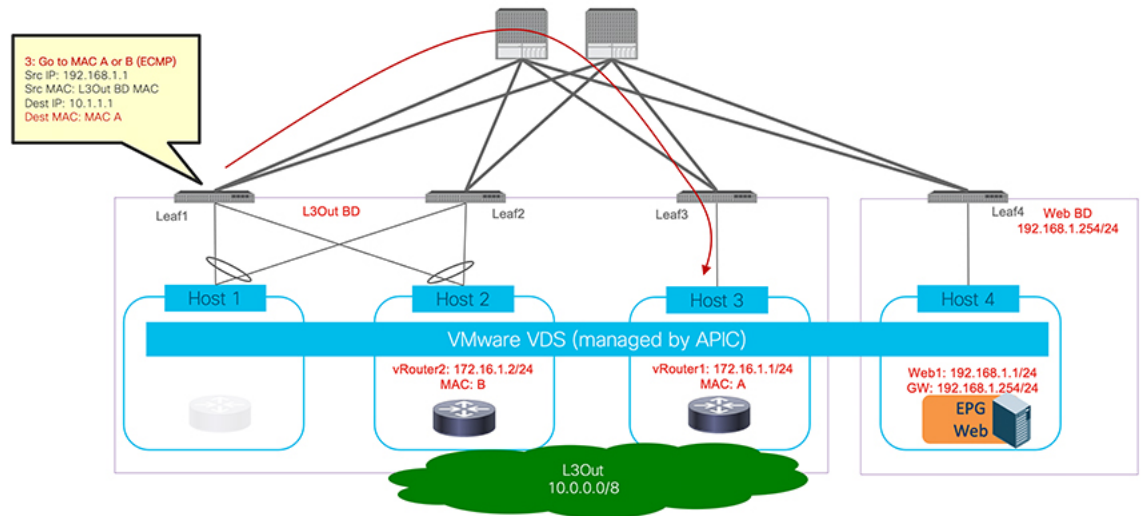 3: Go to MAC A or B (ECMP)
Src IP: 192.168.1.1
Src MAC: L3Out BD MAC
Dest IP: 10.1.1.1
Dest MAC: MAC A
Leaf1
L3Out BD
Leaf2
Leaf3
Leaf4
Web BD
192.168.1.254/24
Host 1
Host 2
Host 3
Host 4
VMware VDS (managed by APIC)
vRouter2: 172.16.1.2/24
MAC: B
vRouter1: 172.16.1.1/24
MAC: A
Web1: 192.168.1.1/24
GW: 192.168.1.254/24
EPG
Web
L3Out
10.0.0.0/8